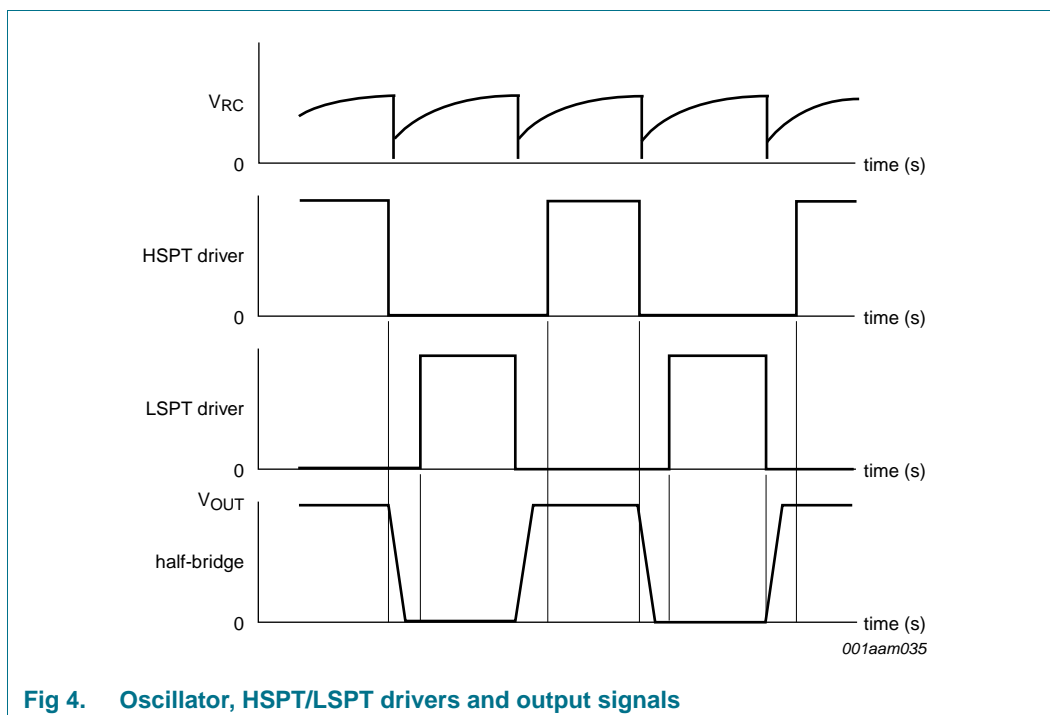 VRC
0
time (s)
HSPT driver
0
time (s)
LSPT driver
0
time (s)
VOUT
half-bridge
0
time (s)
001aam035
Fig 4. Oscillator, HSPT/LSPT drivers and output signals